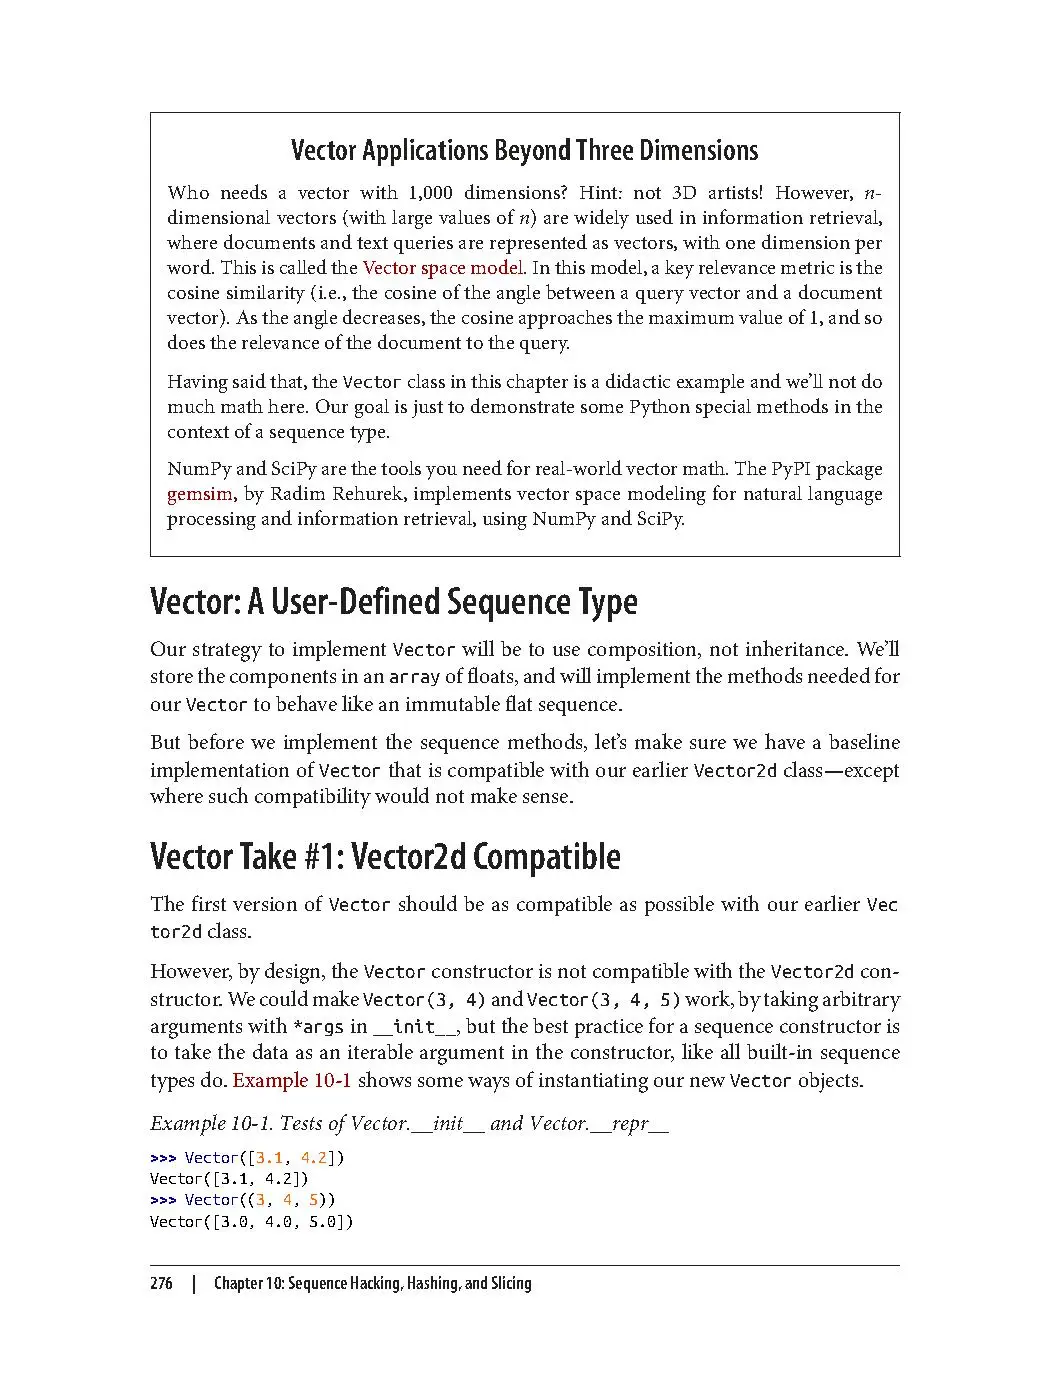 Vector Applications Beyond Three Dimensions
Who needs a vector with 1,000 dimensions? Hint: not 3D artists! However, n-
dimensional vectors (with large values of n) are widely used in information retrieval,
where documents and text queries are represented as vectors, with one dimension per
word. This is called the Vector space model. In this model, a key relevance metric is the
cosine similarity (i.e., the cosine of the angle between a query vector and a document
vector). As the angle decreases, the cosine approaches the maximum value of 1, and so
does the relevance of the document to the query.
Having said that, the Vector class in this chapter is a didactic example and we’ll not do
much math here. Our goal is just to demonstrate some Python special methods in the
context of a sequence type.
NumPy and SciPy are the tools you need for real-world vector math. The PyPI package
gemsim, by Radim Rehurek, implements vector space modeling for natural language
processing and information retrieval, using NumPy and SciPy.
Vector: A User-Defined Sequence Type
Our strategy to implement Vector will be to use composition, not inheritance. We’ll
store the components in an array of floats, and will implement the methods needed for
our Vector to behave like an immutable flat sequence.
But before we implement the sequence methods, let’s make sure we have a baseline
implementation of Vector that is compatible with our earlier Vector2d class—except
where such compatibility would not make sense.
Vector Take #1: Vector2d Compatible
The first version of Vector should be as compatible as possible with our earlier Vec
tor2d class.
However, by design, the Vector constructor is not compatible with the Vector2d con-
structor. We could make Vector(3, 4) and Vector(3, 4, 5) work, by taking arbitrary
arguments with *args in __init__, but the best practice for a sequence constructor is
to take the data as an iterable argument in the constructor, like all built-in sequence
types do. Example 10-1 shows some ways of instantiating our new Vector objects.
Example 10-1. Tests of Vector.__init__ and Vector.__repr__
>>> Vector([3.1, 4.2])
Vector([3.1, 4.2])
>>> Vector((3, 4, 5))
Vector([3.0, 4.0, 5.0])
276 | Chapter 10: Sequence Hacking, Hashing, and Slicing